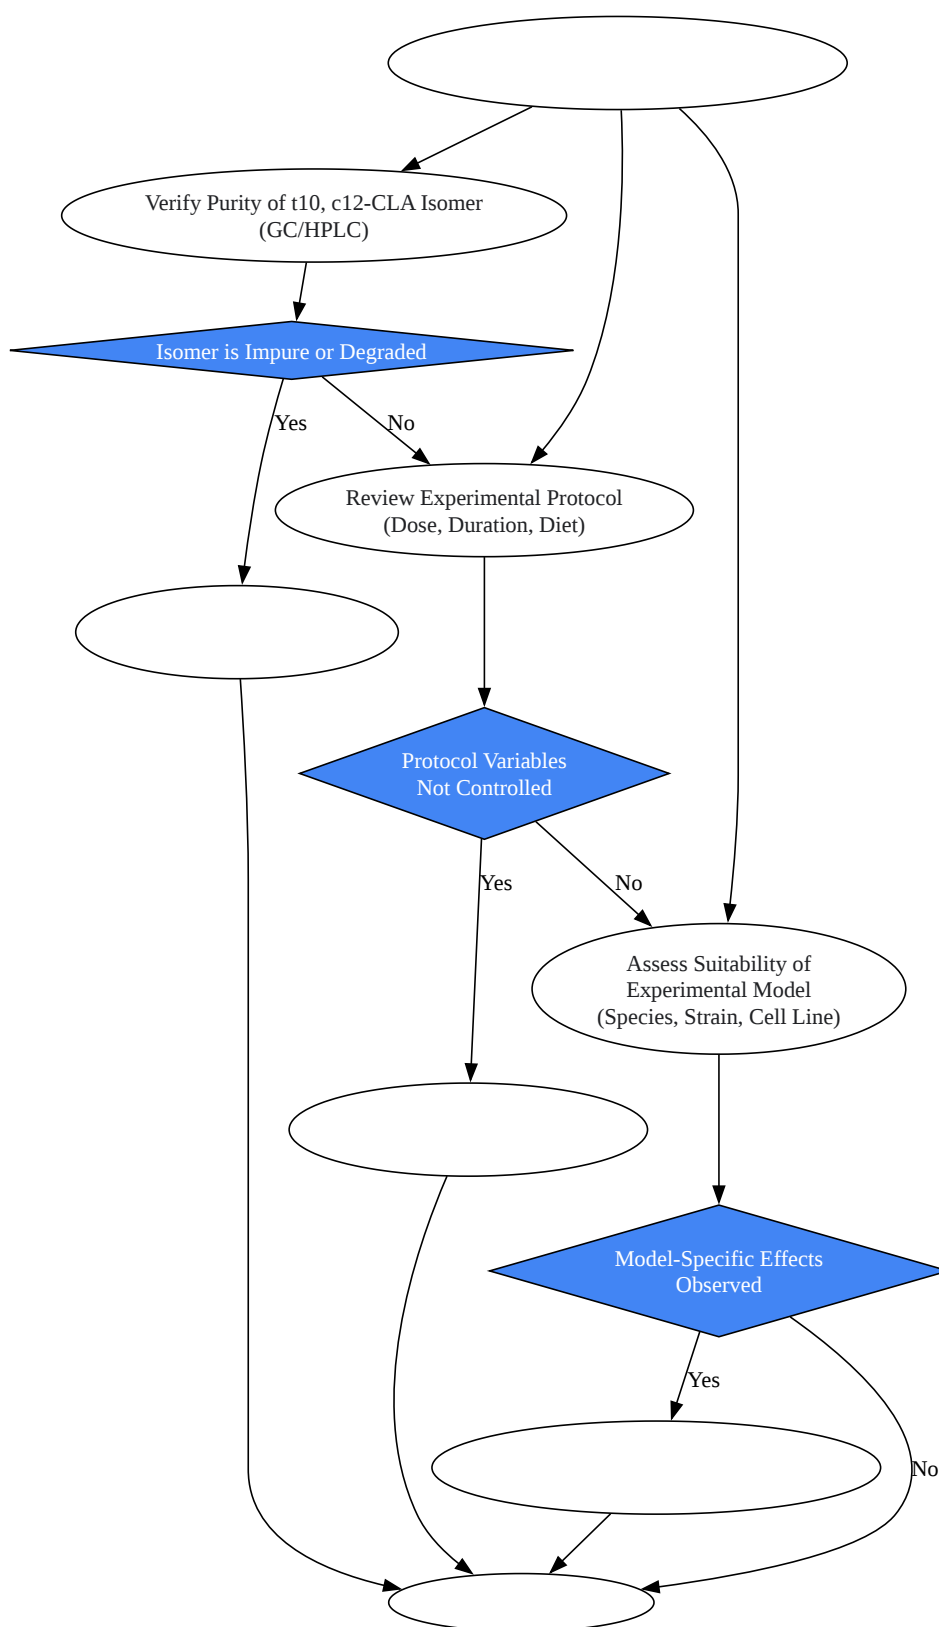 Verify Purity of t10, c12-CLA Isomer
(GC/HPLC)
Isomer is Impure or Degraded
Yes
No
Review Experimental Protocol
(Dose, Duration, Diet)
Protocol Variables
Not Controlled
Yes
No
Assess Suitability of
Experimental Model
(Species, Strain, Cell Line)
Model-Specific Effects
Observed
Yes
No